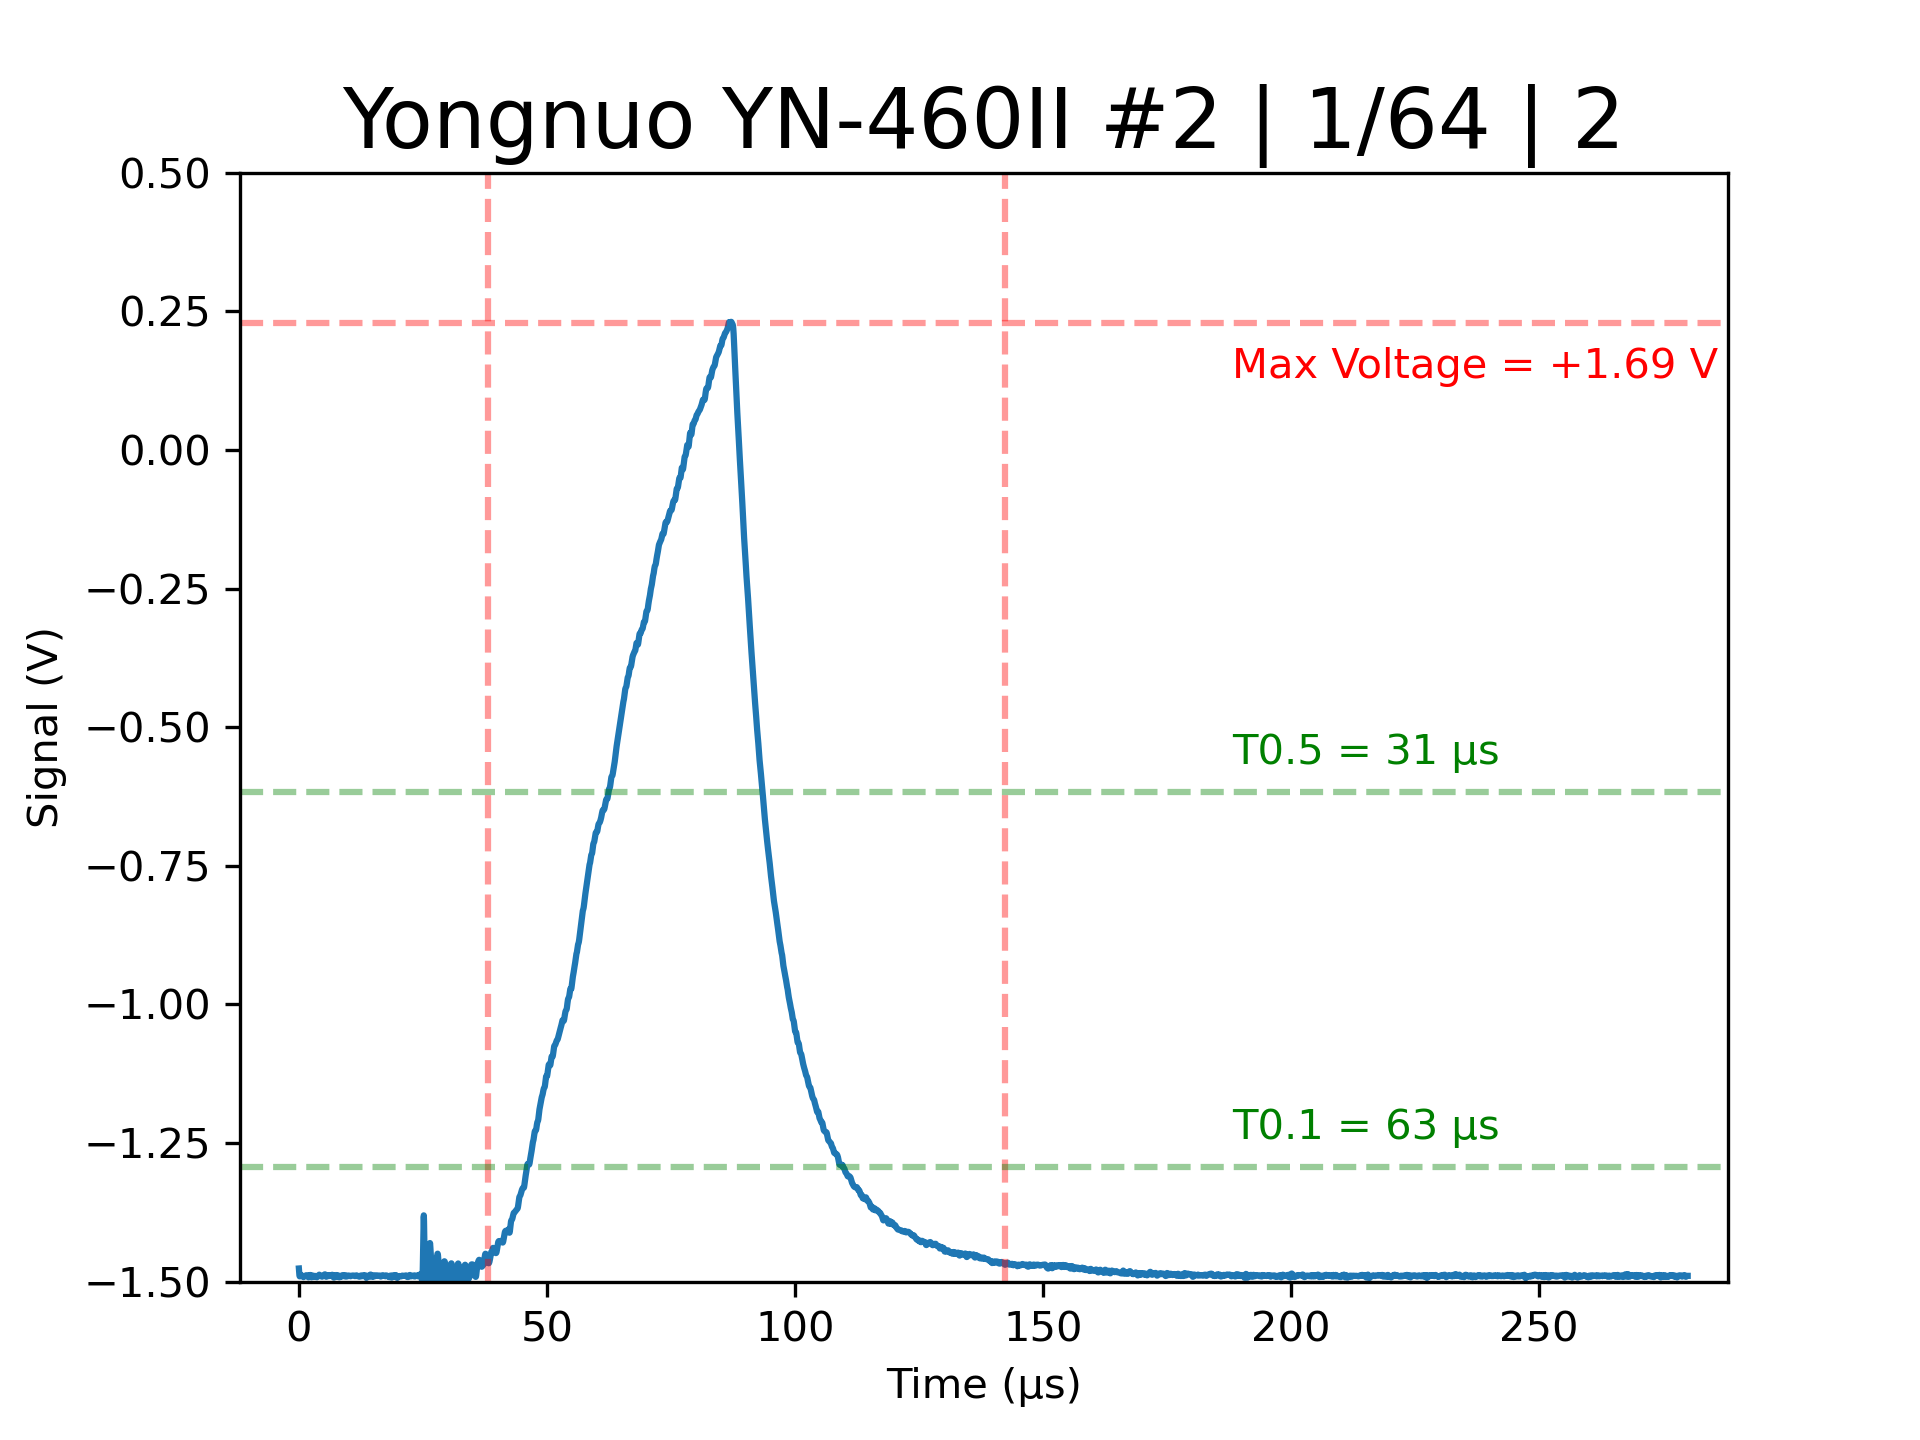 Yongnuo YN-460II #2 | 1/64 | 2
0.50
0.25
Max Voltage = +1.69 V
0.00
−0.25
−0.50
T0.5 = 31 µs
−0.75
−1.00
T0.1 = 63 µs
−1.25
−1.50
Signal (V)
0 50 100 150 200 250
Time (µs)